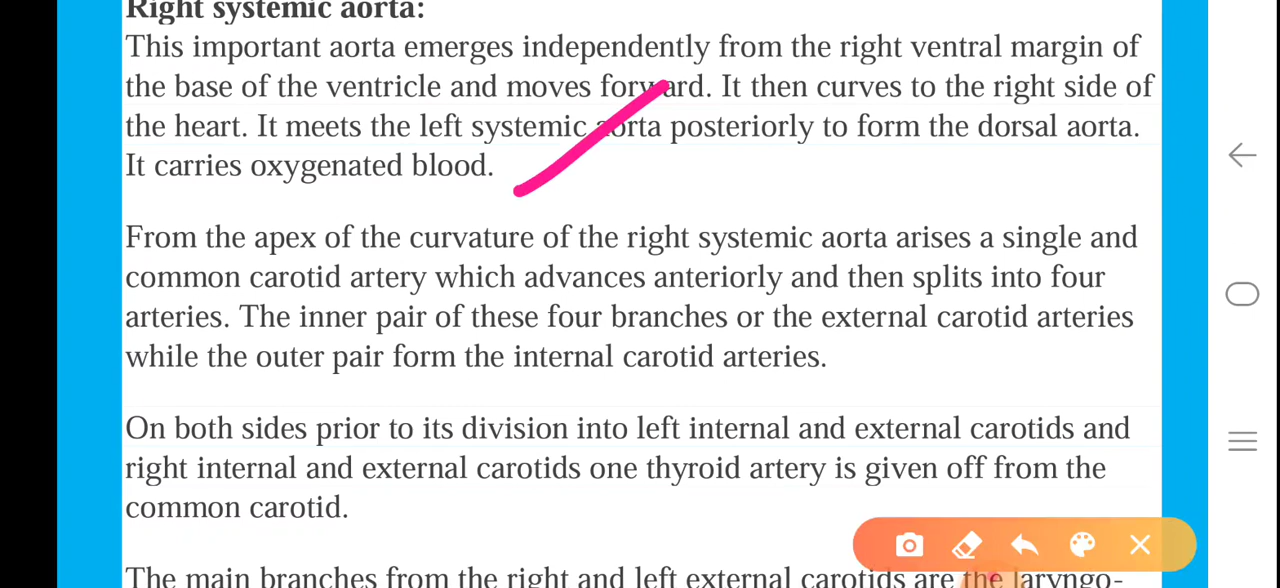 Right systemic aorta:
This important aorta emerges independently from the right ventral margin of
the base of the ventricle and moves forward. It then curves to the right side of
the heart. It meets the left systemic aorta posteriorly to form the dorsal aorta.
It carries oxygenated blood.
From the apex of the curvature of the right systemic aorta arises a single and
common carotid artery which advances anteriorly and then splits into four
arteries. The inner pair of these four branches or the external carotid arteries
while the outer pair form the internal carotid arteries.
On both sides prior to its division into left internal and external carotids and
right internal and external carotids one thyroid artery is given off from the
common carotid.
The main branches from the right and left external carotids are the laryngo-